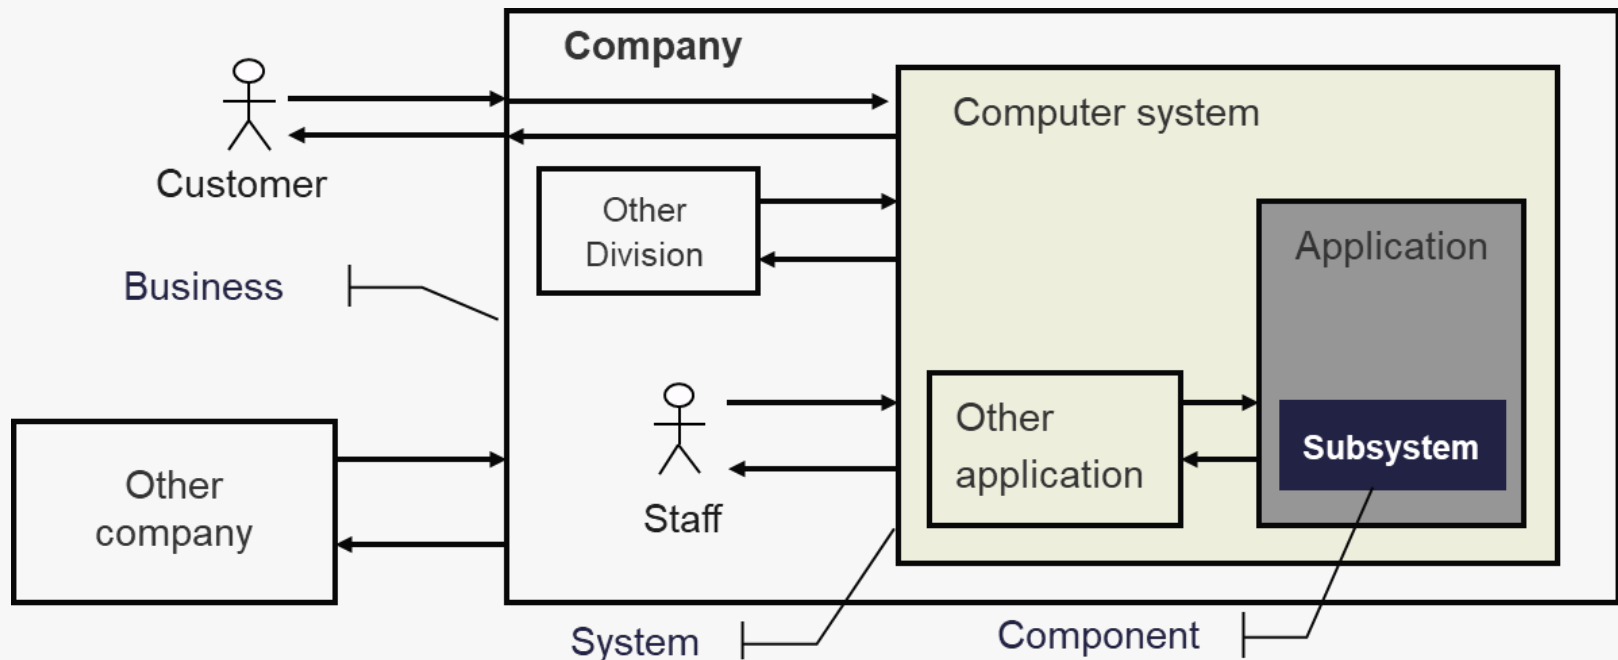 Company
Computer system
Customer
Other
Division
Application
Business
Other
application
Subsystem
Other
company
Staff
System
Component